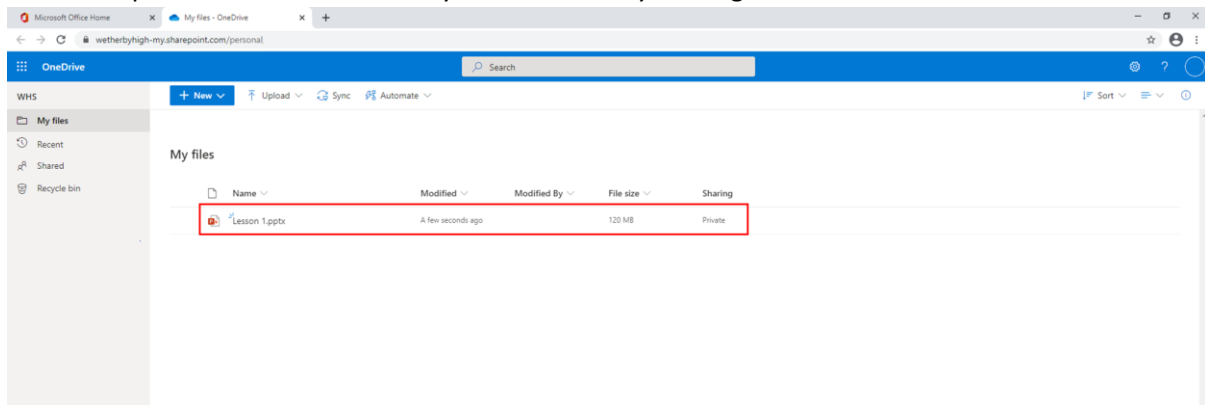 Microsoft Office Home
My files - OneDrive
wetherbyhigh-my.sharepoint.com/personal
OneDrive
Search
WHS
New
Upload
Sync
Automate
Sort
My files
Recent
Shared
Recycle bin
My files
Name Modified Modified By File size Sharing
Lesson 1.pptx A few seconds ago 120 MB Private